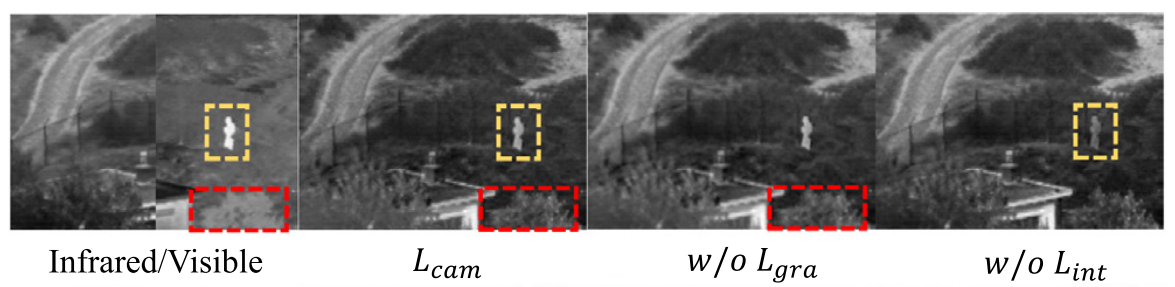 Infrared/Visible
L_cam
w/o L_gra
w/o L_int